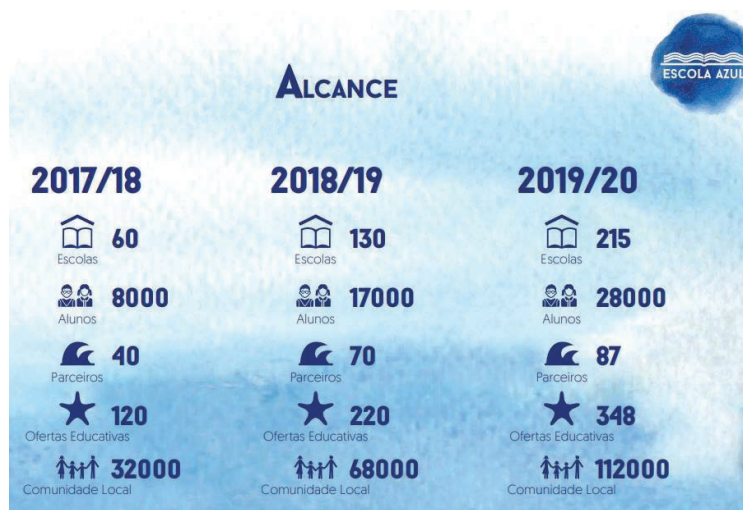 ESCOLA AZUL
ALCANCE
2017/18
60
Escolas
8000
Alunos
40
Parceiros
120
Ofertas Educativas
32000
Comunidade Local
2018/19
130
Escolas
17000
Alunos
70
Parceiros
220
Ofertas Educativas
68000
Comunidade Local
2019/20
215
Escolas
28000
Alunos
87
Parceiros
348
Ofertas Educativas
112000
Comunidade Local